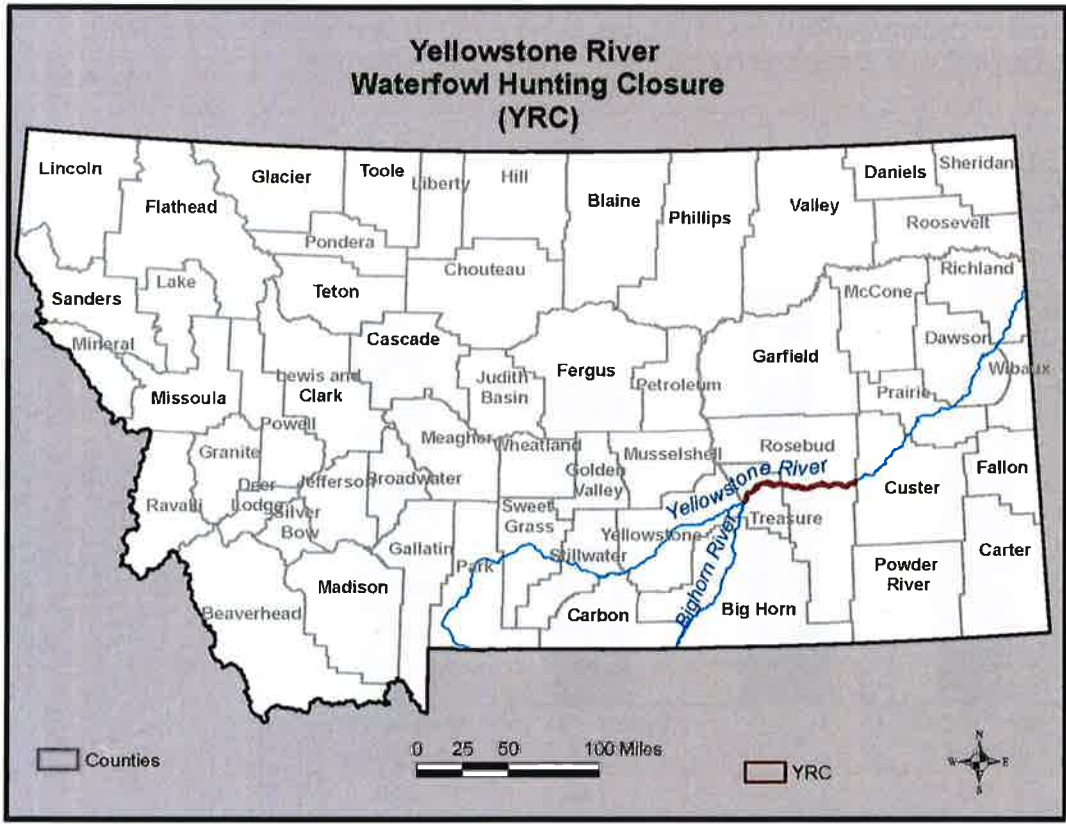 Yellowstone River
Waterfowl Hunting Closure
(YRC)
Lincoln
Flathead
Glacier
Toole
Liberty
Hill
Blaine
Phillips
Valley
Daniels
Sheridan
Roosevelt
Pondera
Chouteau
Teton
Lake
Sanders
Richland
McCone
Mineral
Cascade
Dawson
Garfield
Fergus
Judith
Basin
Petroleum
Wibaux
Lewis and
Clark
Missoula
Prairie
Powell
Meagher
Wheatland
Rosebud
Granite
Musselshell
Golden
Valley
Yellowstone River
Fallon
Jefferson
Broadwater
Deer
Lodge
Custer
Ravalli
Silver
Bow
Sweet
Grass
Treasure
Yellowstone
Gallatin
Stillwater
Park
Bighorn River
Carter
Powder
River
Madison
Beaverhead
Carbon
Big Horn
Counties
0 25 50 100 Miles
YRC
N
W E
S